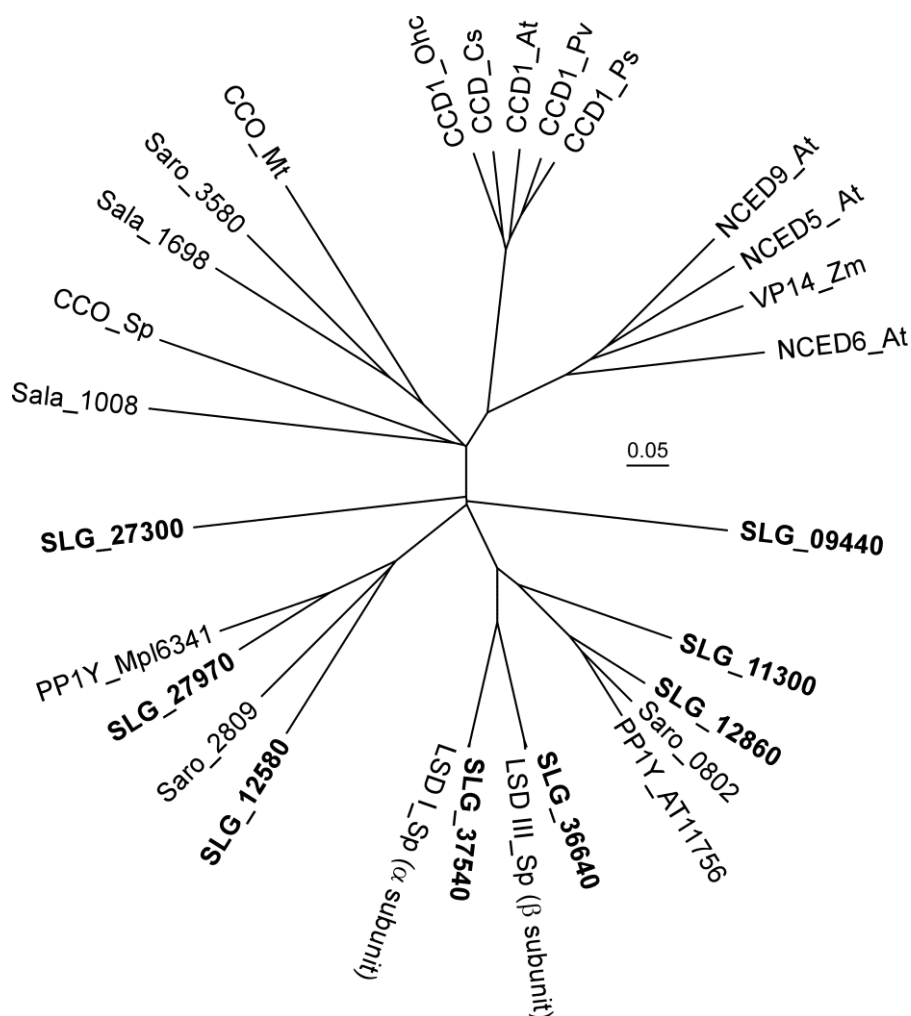 CCD1_Ohc
CCD_Cs
CCD1_At
CCD1_Pv
CCD1_Ps
NCED9_At
NCED5_At
VP14_Zm
NCED6_At
CCO_Mt
Saro_3580
Sala_1698
CCO_Sp
Sala_1008
0.05
SLG_27300
SLG_09440
PP1Y_Mpl6341
SLG_27970
Saro_2809
SLG_12580
LSD I_Sp (α subunit)
SLG_37540
LSD III_Sp (β subunit)
SLG_36640
PP1Y_AT11756
Saro_0802
SLG_12860
SLG_11300